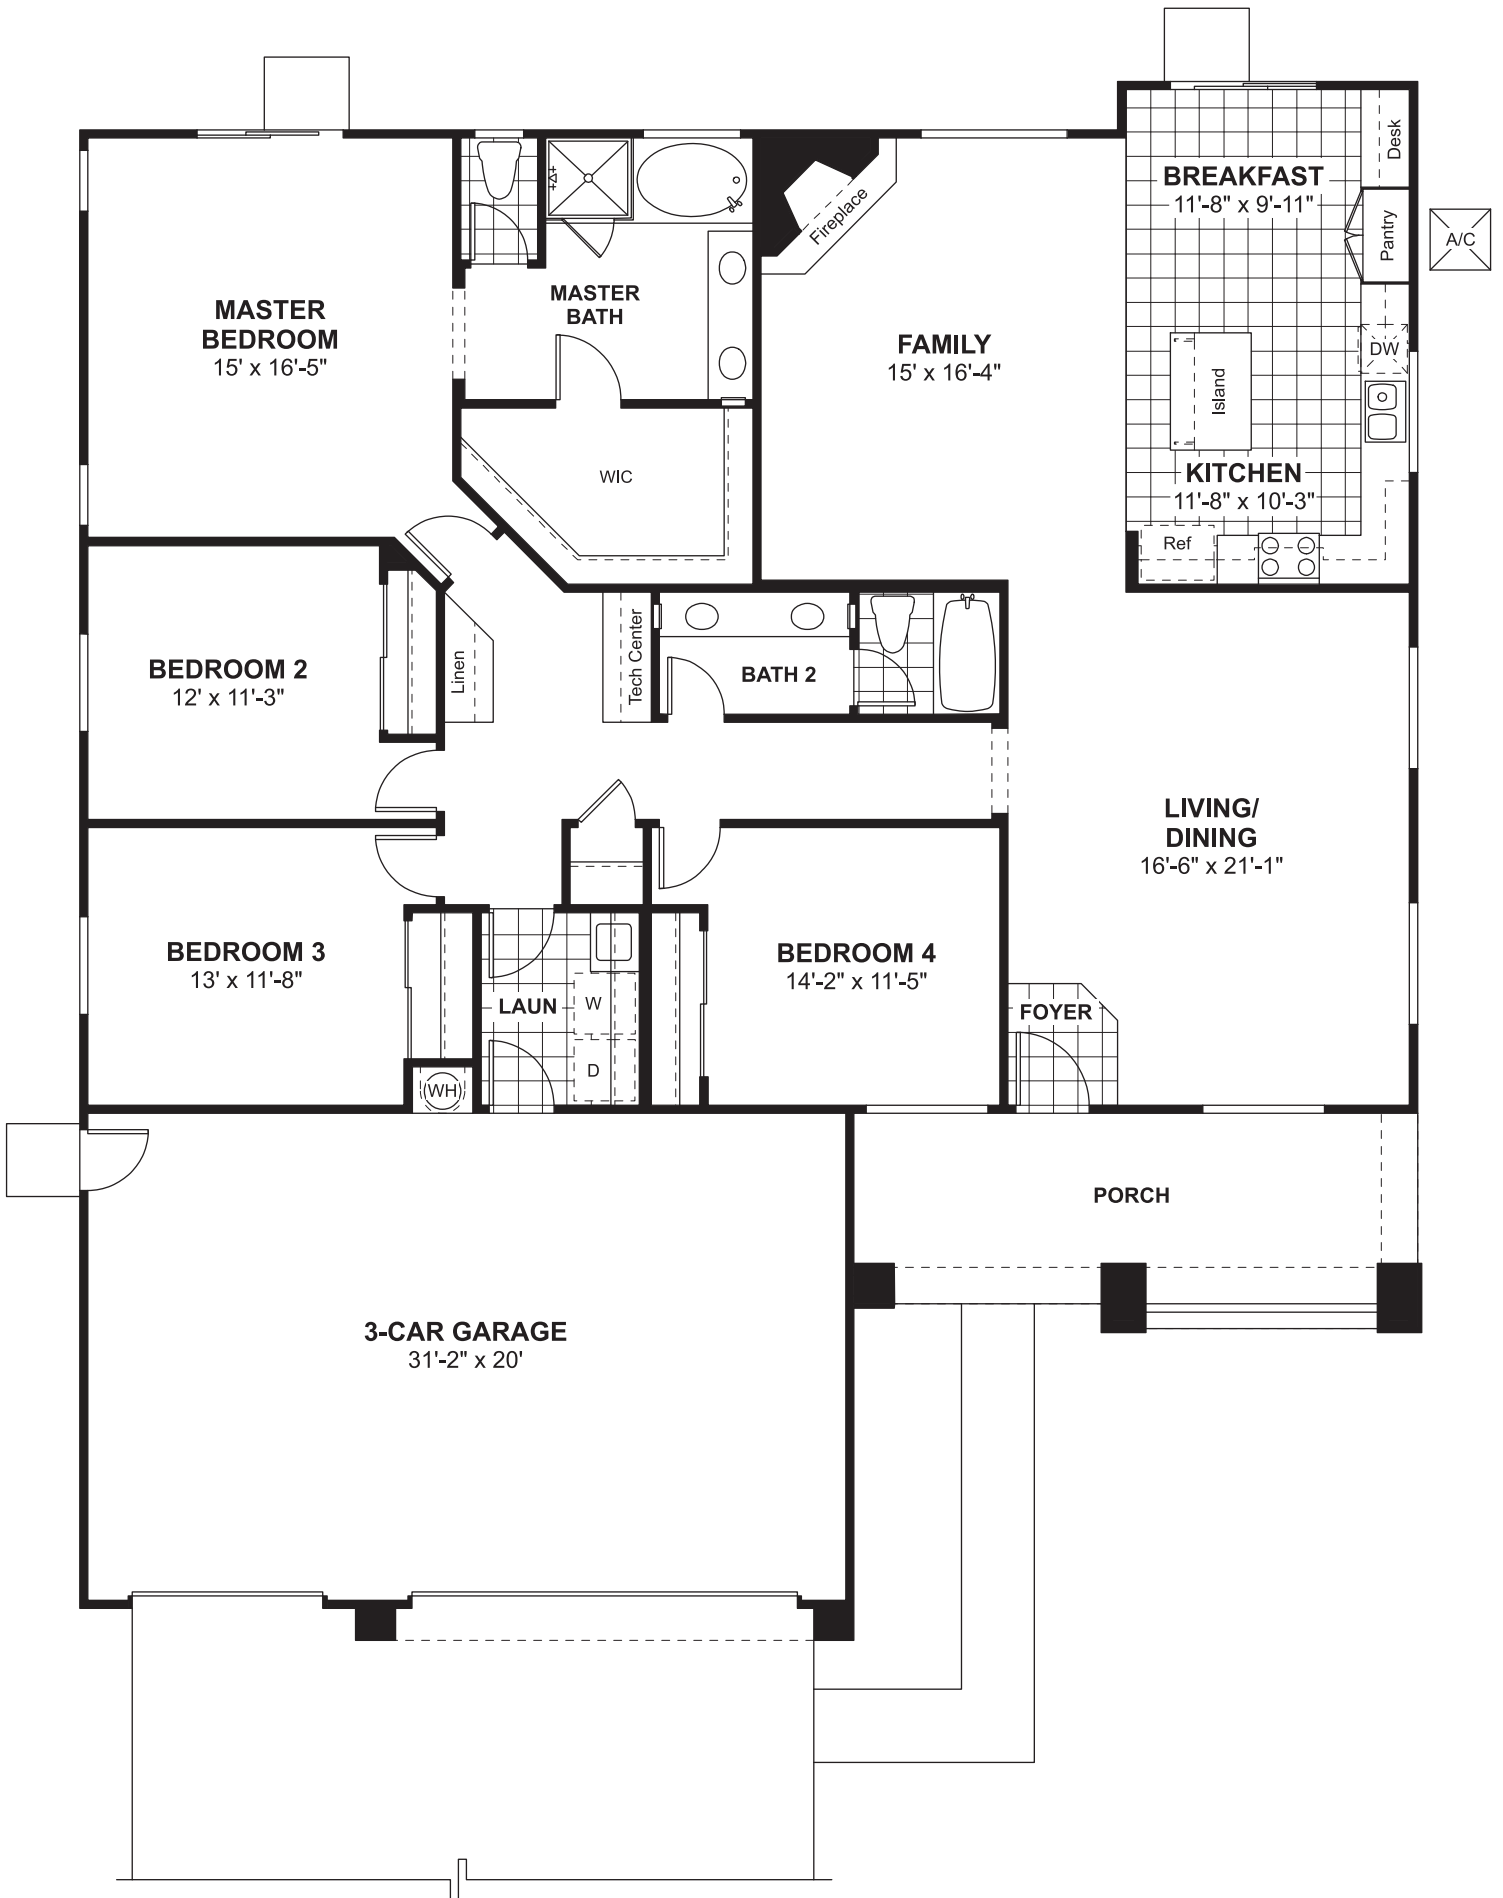 BREAKFAST
11'-8" x 9'-11"
Desk
Pantry
A/C
Fireplace
MASTER
BEDROOM
15' x 16'-5"
MASTER
BATH
FAMILY
15' x 16'-4"
DW
Island
WIC
KITCHEN
11'-8" x 10'-3"
Ref
BEDROOM 2
12' x 11'-3"
Linen
Tech Center
BATH 2
LIVING/
DINING
16'-6" x 21'-1"
BEDROOM 3
13' x 11'-8"
LAUN
W
D
WH
BEDROOM 4
14'-2" x 11'-5"
FOYER
PORCH
3-CAR GARAGE
31'-2" x 20'